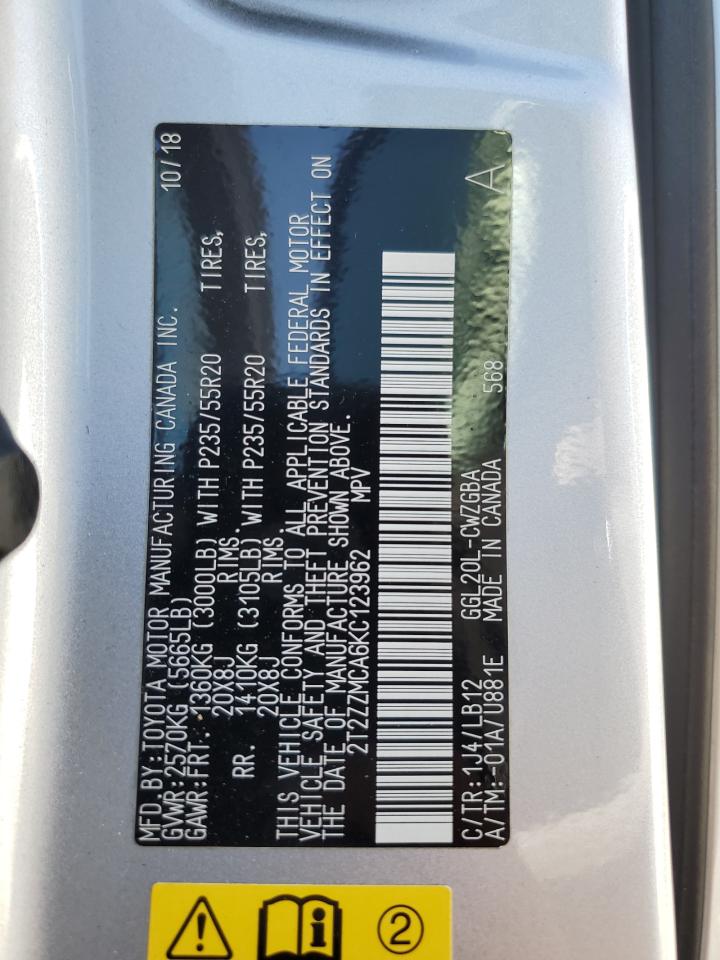 MFD.BY:TOYOTA MOTOR MANUFACTURING CANADA INC. 10/18
GVWR:2570KG (5665LB)
GAWR:FRT. 1360KG (3000LB) WITH P235/55R20 TIRES,
20X8J RIMS.
RR. 1410KG (3105LB) WITH P235/55R20 TIRES,
20X8J RIMS.
THIS VEHICLE CONFORMS TO ALL APPLICABLE FEDERAL MOTOR
VEHICLE SAFETY AND THEFT PREVENTION STANDARDS IN EFFECT ON
THE DATE OF MANUFACTURE SHOWN ABOVE.
2T2ZZMCA6KC123962 MPV
C/TR:1J4/LB12 GGL20L-CWZGBA A
A/TM:-01A/U881E MADE IN CANADA 568
2